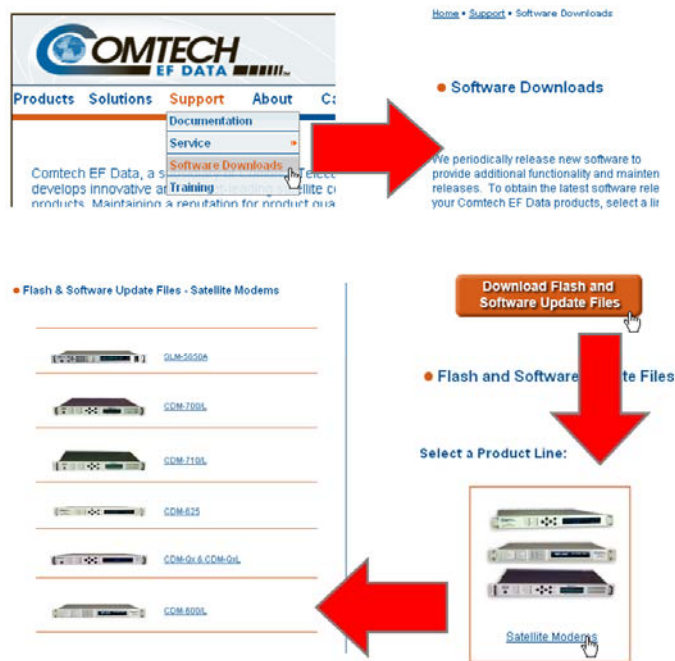 COMTECH
EF DATA
Products Solutions Support About
Documentation
Service
Software Downloads
Training
Comtech EF Data, a
develops innovative
products. Maintaining a reputation for product
Home • Support • Software Downloads
Software Downloads
We periodically release new software to
provide additional functionality and
releases. To obtain the latest software
your Comtech EF Data products, select a
Download Flash and
Software Update Files
Flash and Software Files
Select a Product Line:
Satellite Modems
Flash & Software Update Files - Satellite Modems
SLM-5650A
CDM-700/L
CDM-710/L
CDM-625
CDM-Qx & CDM-QxL
CDM-600/L